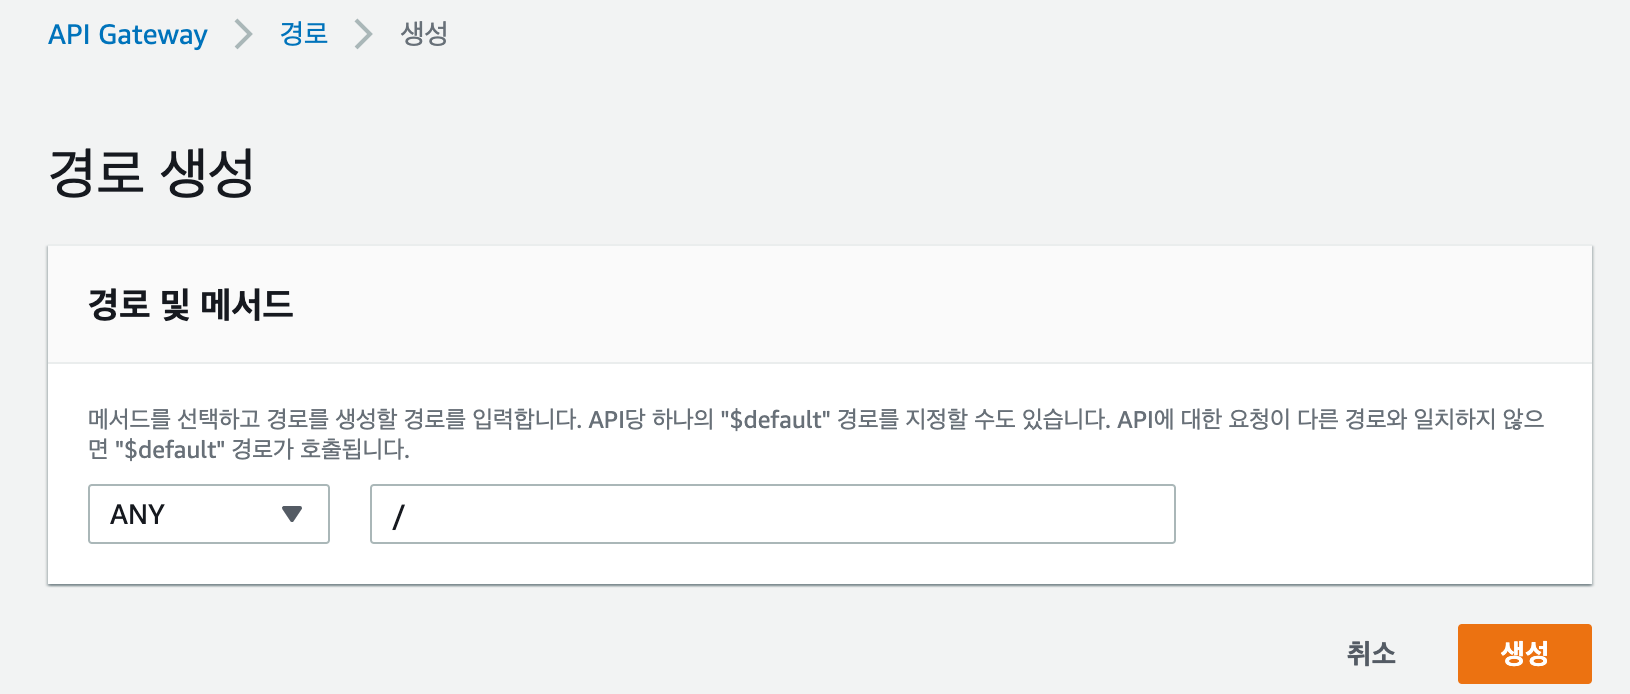 API Gateway > 경로 > 생성
경로 생성
경로 및 메서드
메서드를 선택하고 경로를 생성할 경로를 입력합니다. API당 하나의 "$default" 경로를 지정할 수도 있습니다. API에 대한 요청이 다른 경로와 일치하지 않으
면 "$default" 경로가 호출됩니다.
ANY /
취소 생성